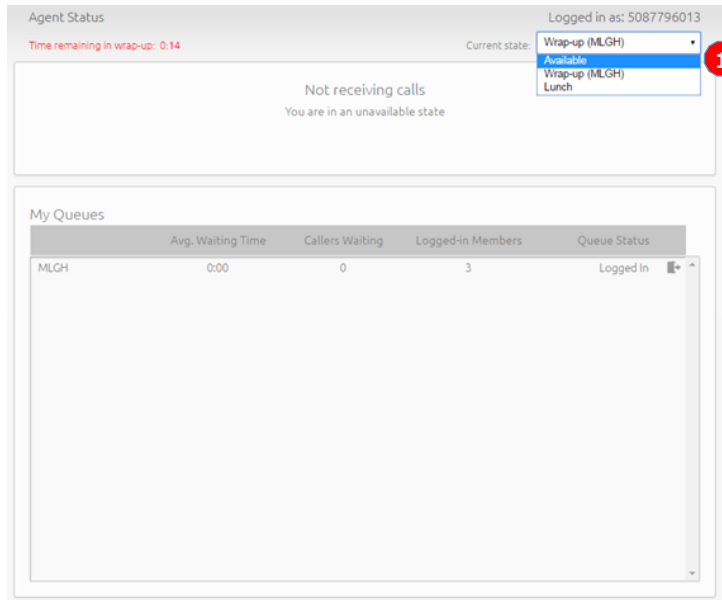 Agent Status Logged in as: 5087796013
Time remaining in wrap-up: 0:14 Current state: Wrap-up (MLGH)
Available
Wrap-up (MLGH)
Lunch
1
Not receiving calls
You are in an unavailable state
My Queues
Avg. Waiting Time Callers Waiting Logged-in Members Queue Status
MLGH 0:00 0 3 Logged In